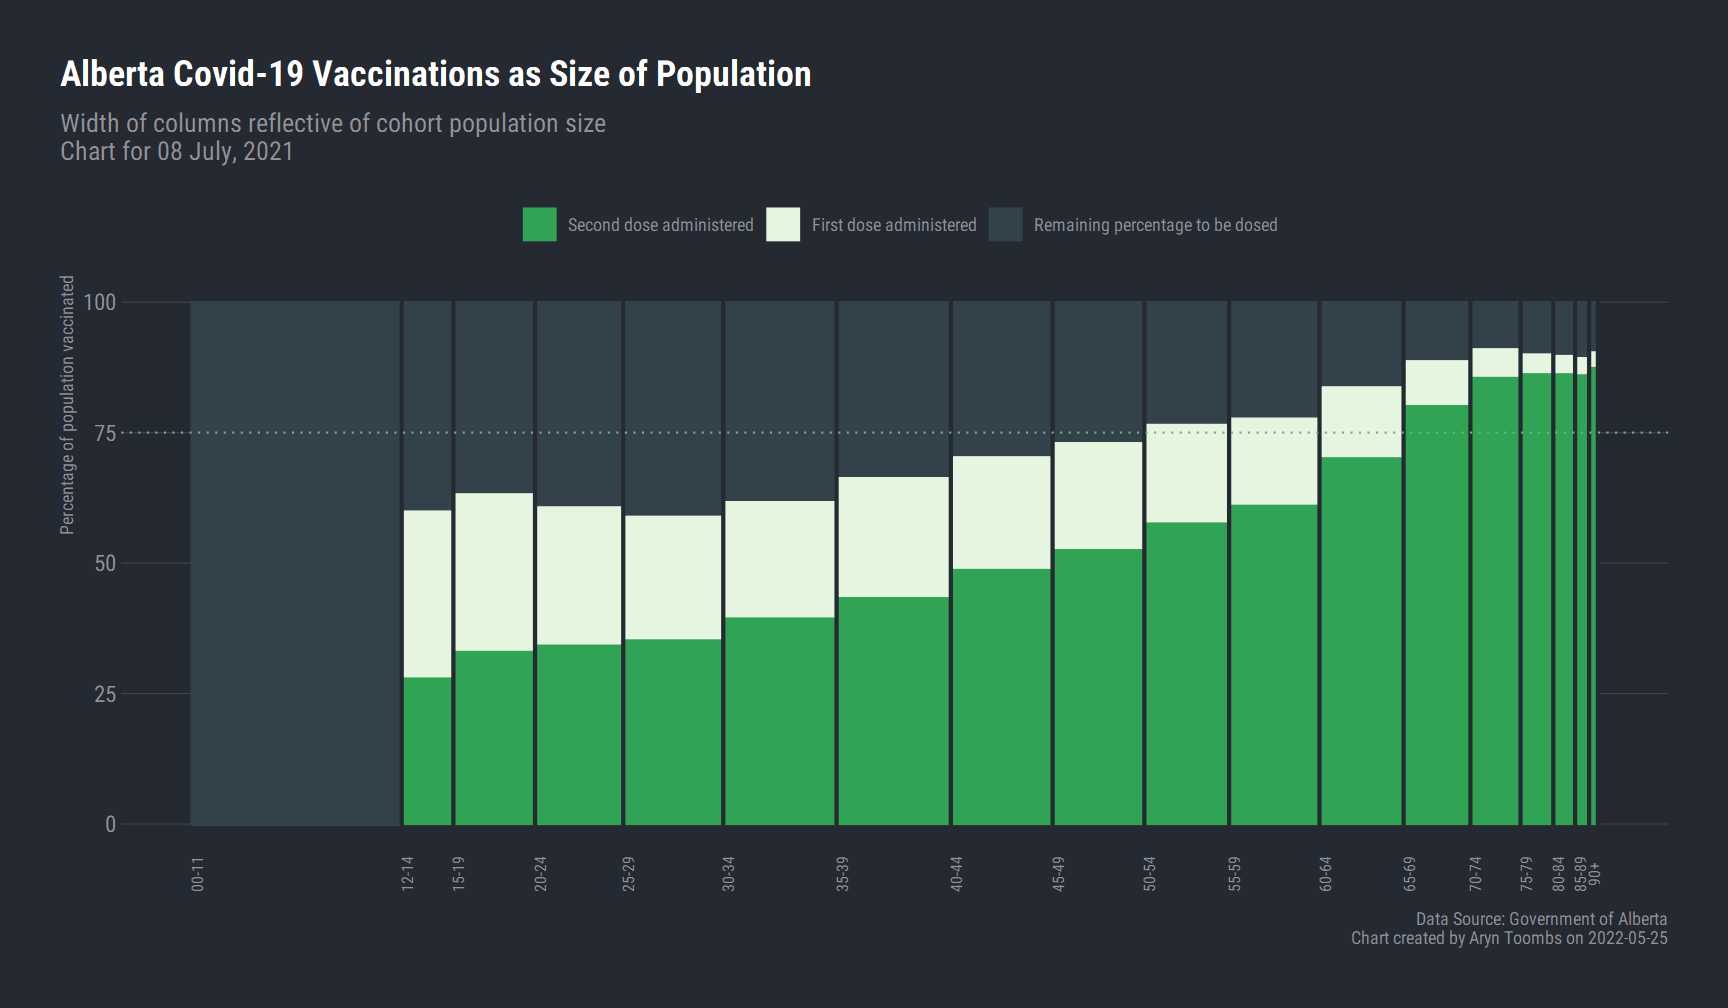 Alberta Covid-19 Vaccinations as Size of Population
Width of columns reflective of cohort population size
Chart for 08 July, 2021
Second dose administered
First dose administered
Remaining percentage to be dosed
Percentage of population vaccinated
100
75
50
25
0
00-11
12-14
15-19
20-24
25-29
30-34
35-39
40-44
45-49
50-54
55-59
60-64
65-69
70-74
75-79
80-84
85-89
90+
Data Source: Government of Alberta
Chart created by Aryn Toombs on 2022-05-25